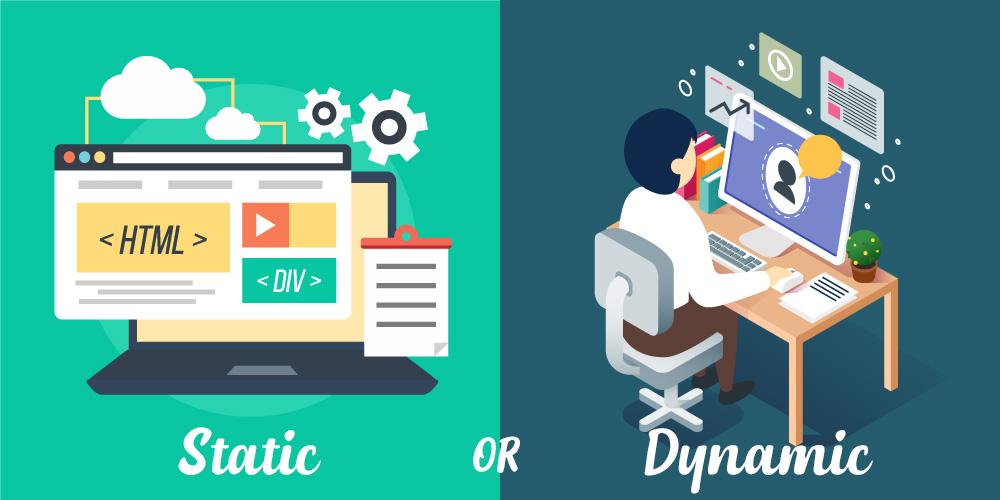 < HTML >
< DIV >
Static OR Dynamic